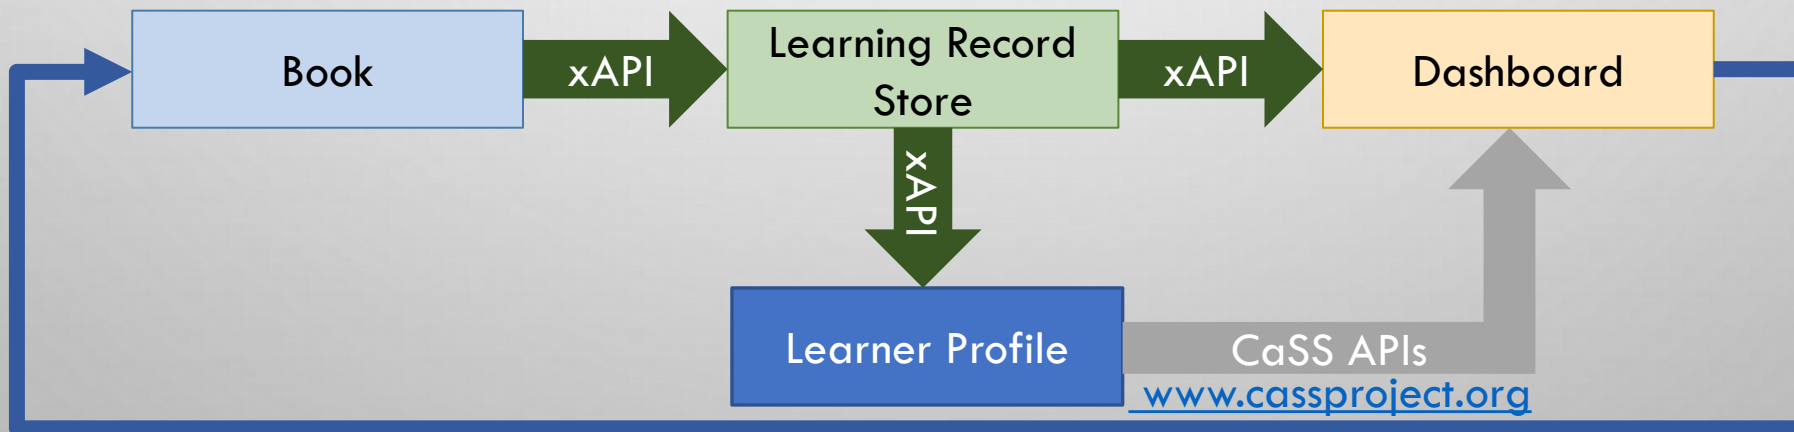 Book
xAPI
Learning Record
Store
xAPI
Dashboard
xAPI
Learner Profile
CaSS APIs
www.cassproject.org